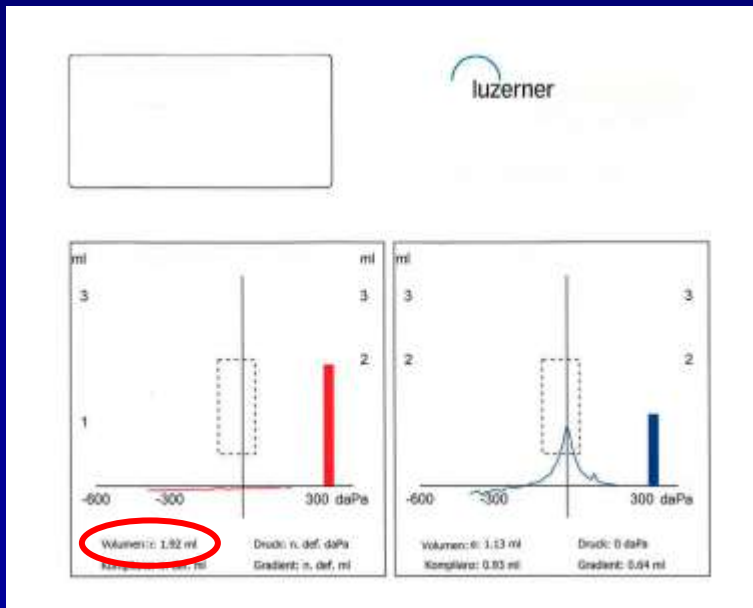 luzerner
ml ml
3 3
2
1
-600 -300 300 daPa
Volumen: 1.92 ml Druck: n. def. daPa
Gradient: n. def. ml
ml
3
2 2
-600 -300 300 daPa
Volumen: e: 1.13 ml Druck: 0 daPa
Komplianz: 0.93 ml Gradient: 0.64 ml